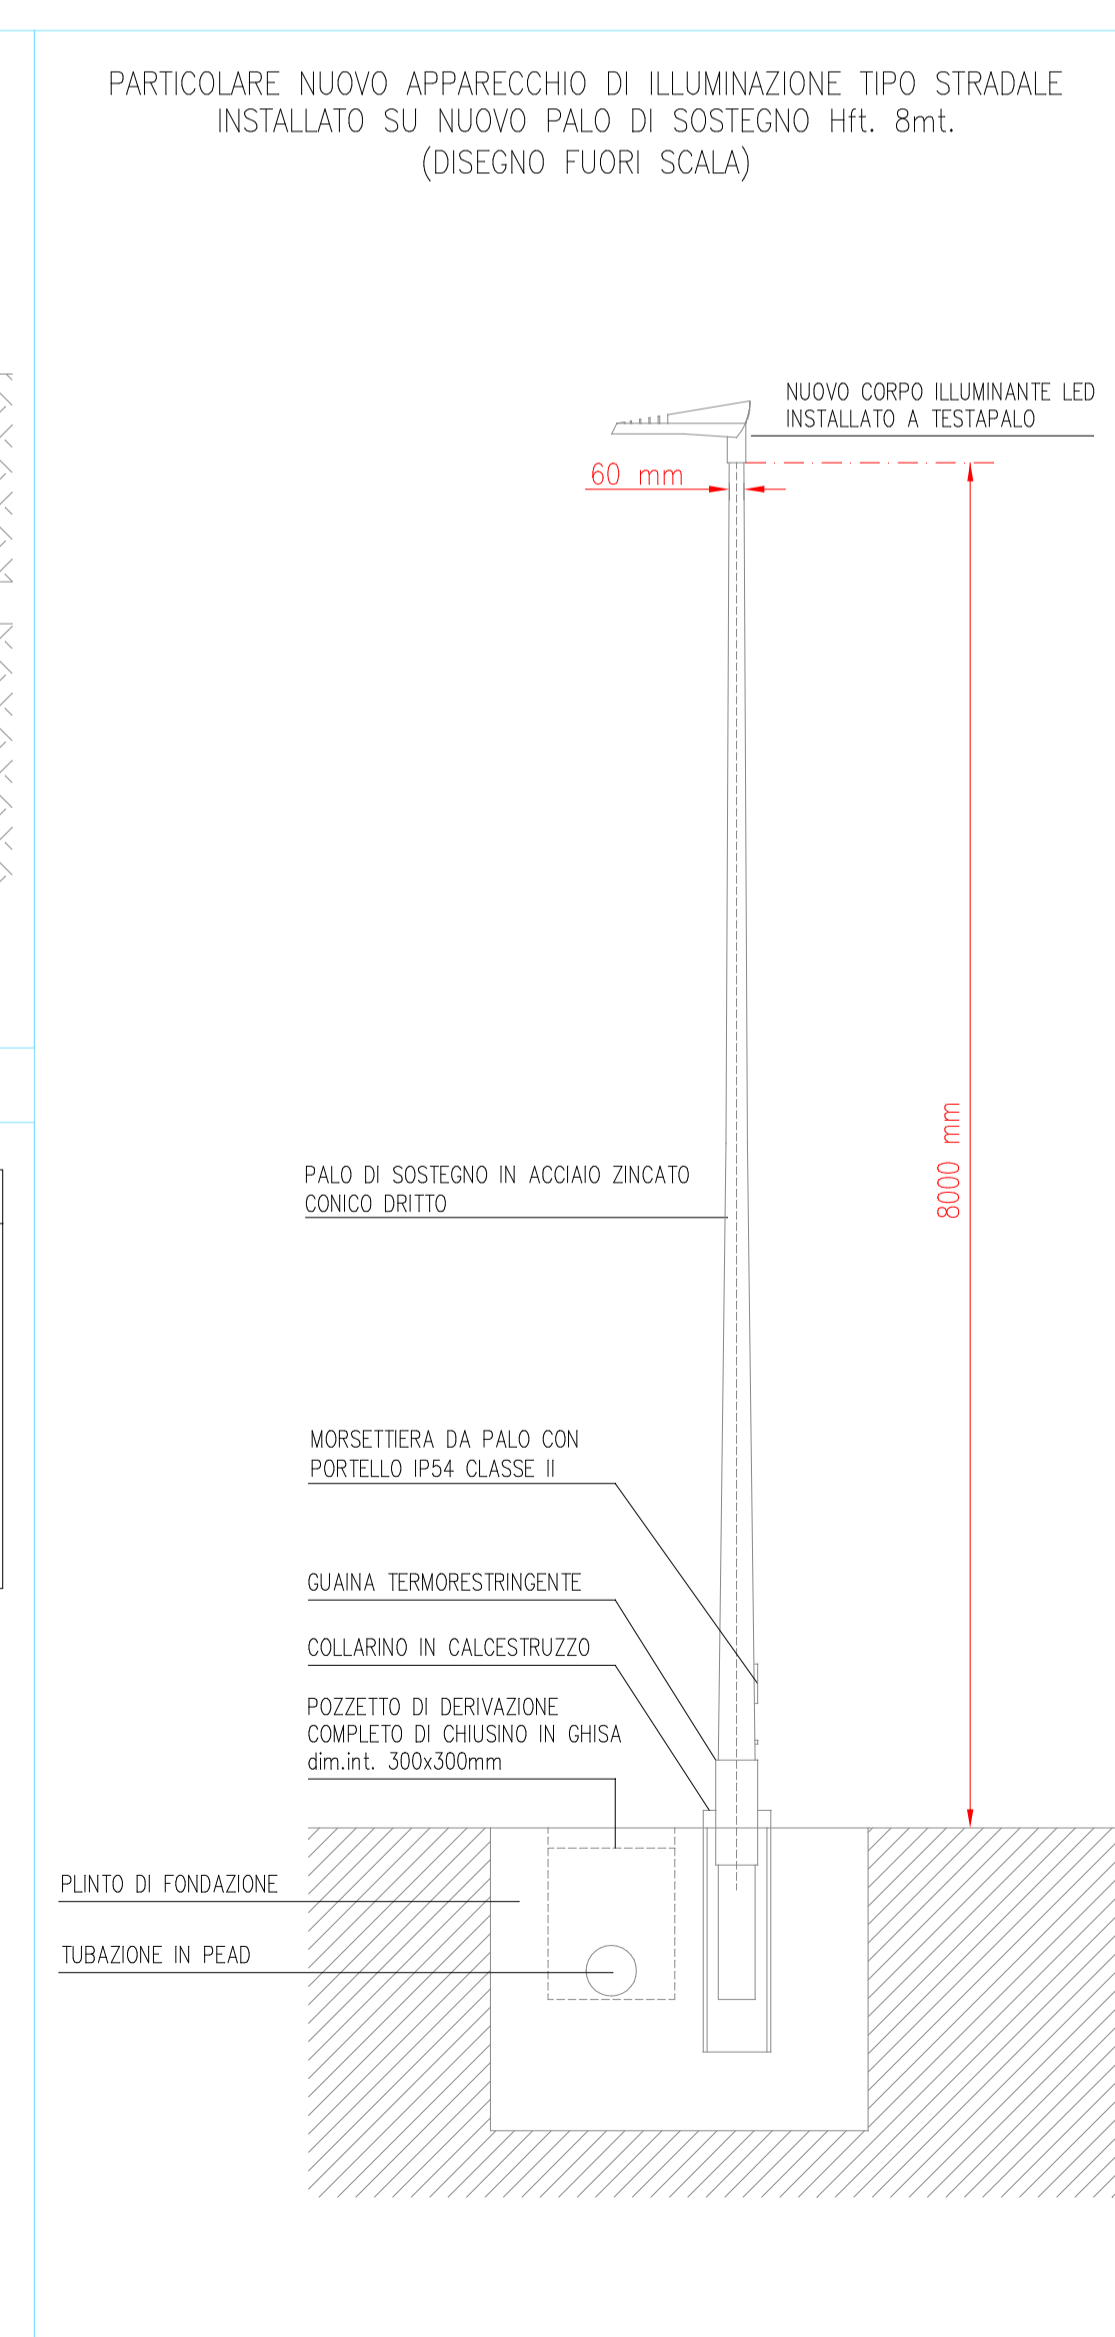 PARTICOLARE NUOVO APPARECCHIO DI ILLUMINAZIONE TIPO STRADALE
INSTALLATO SU NUOVO PALO DI SOSTEGNO Hft. 8mt.
(DISEGNO FUORI SCALA)
NUOVO CORPO ILLUMINANTE LED
INSTALLATO A TESTAPALO
60 mm
8000 mm
PALO DI SOSTEGNO IN ACCIAIO ZINCATO
CONICO DRITTO
MORSETTIERA DA PALO CON
PORTELLO IP54 CLASSE II
GUAINA TERMORESTRINGENTE
COLLARINO IN CALCESTRUZZO
POZZETTO DI DERIVAZIONE
COMPLETO DI CHIUSINO IN GHISA
dim.int. 300x300mm
PLINTO DI FONDAZIONE
TUBAZIONE IN PEAD